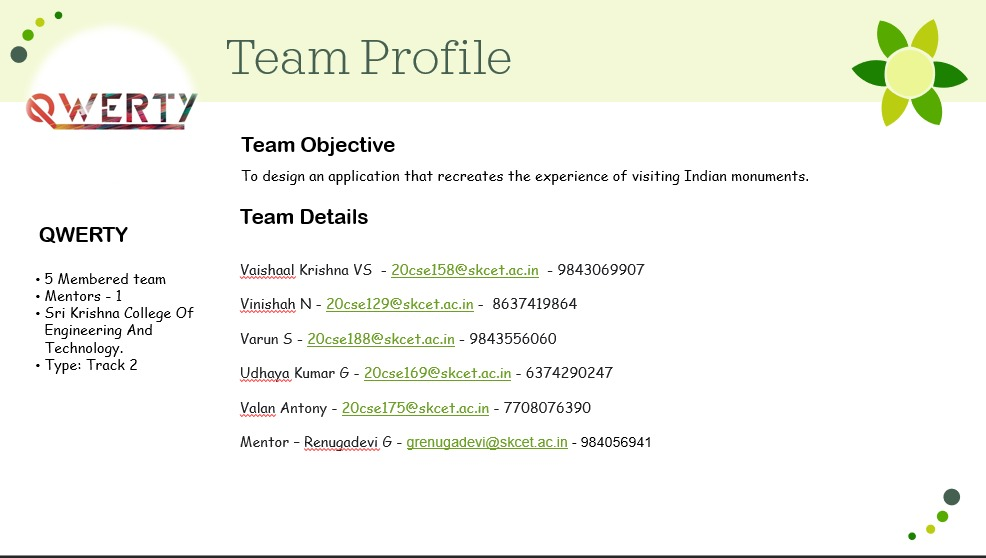 Team Profile
QWERTY
Team Objective
To design an application that recreates the experience of visiting Indian monuments.
Team Details
QWERTY
• 5 Membered team
• Mentors - 1
• Sri Krishna College Of
Engineering And
Technology.
• Type: Track 2
Vaishaal Krishna VS - 20cse158@skcet.ac.in - 9843069907
Vinishah N - 20cse129@skcet.ac.in - 8637419864
Varun S - 20cse188@skcet.ac.in - 9843556060
Udhaya Kumar G - 20cse169@skcet.ac.in - 6374290247
Valan Antony - 20cse175@skcet.ac.in - 7708076390
Mentor – Renugadevi G - grenugadevi@skcet.ac.in - 984056941